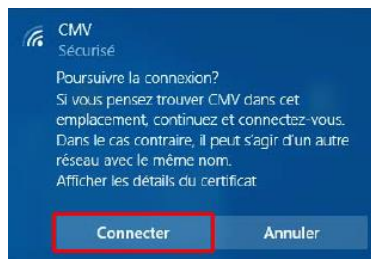 CMV
Sécurisé
Poursuivre la connexion?
Si vous pensez trouver CMV dans cet
emplacement, continuez et connectez-vous.
Dans le cas contraire, il peut s'agir d'un autre
réseau avec le même nom.
Afficher les détails du certificat
Connecter
Annuler